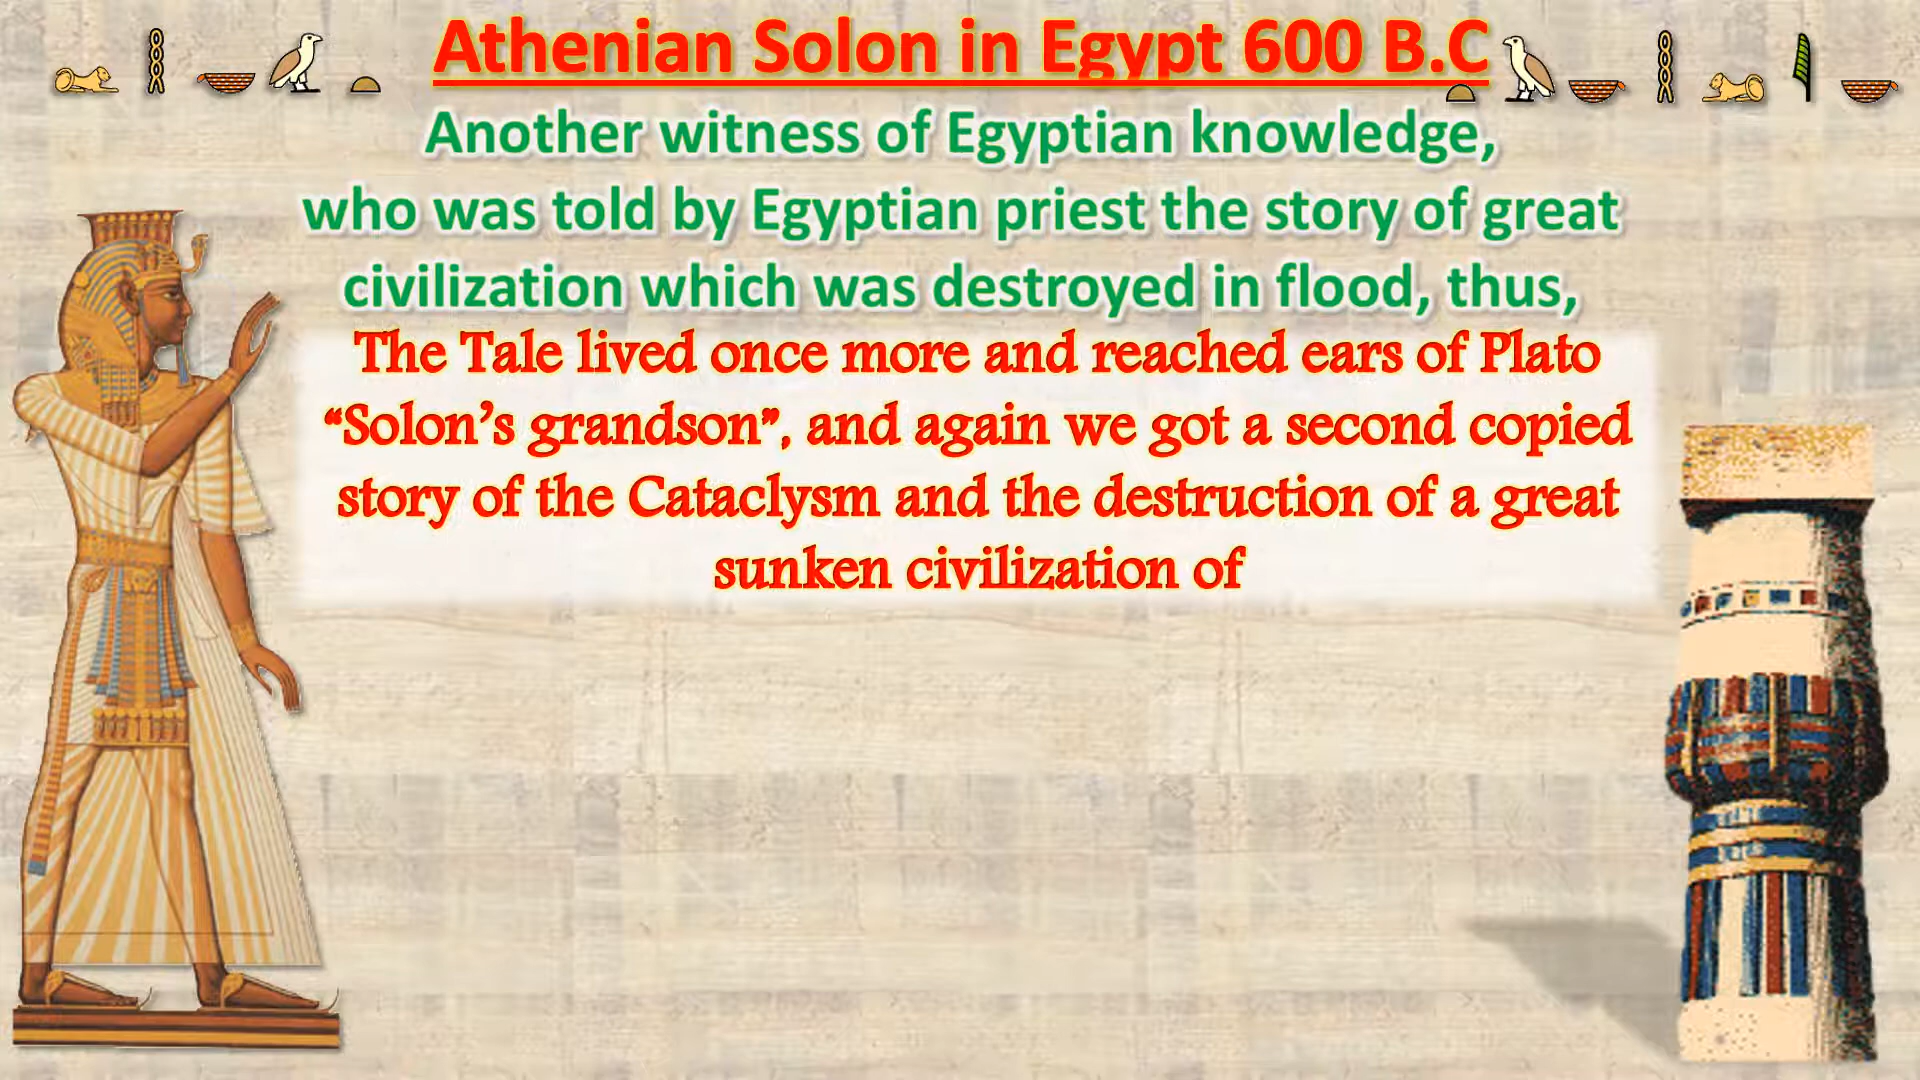 Athenian Solon in Egypt 600 B.C
Another witness of Egyptian knowledge,
who was told by Egyptian priest the story of great
civilization which was destroyed in flood, thus,
The Tale lived once more and reached ears of Plato
“Solon’s grandson”, and again we got a second copied
story of the Cataclysm and the destruction of a great
sunken civilization of